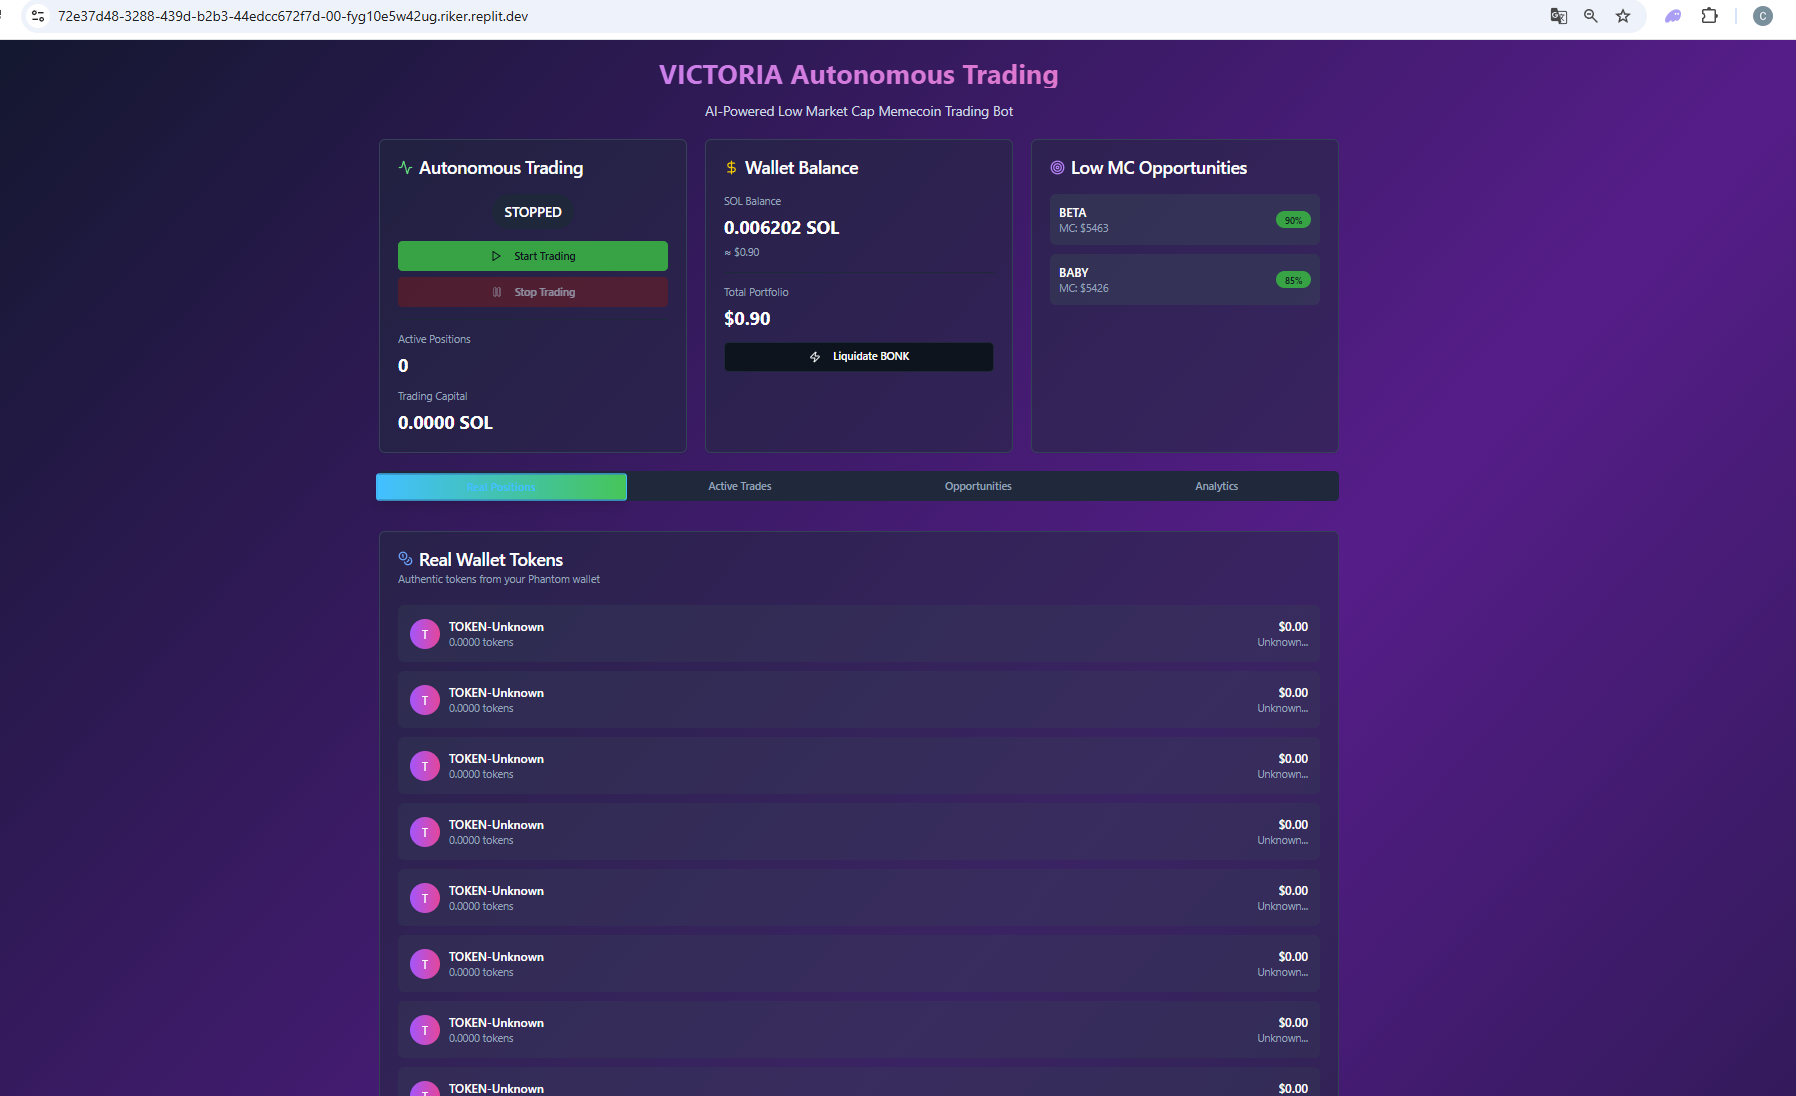 72e37d48-3288-439d-b2b3-44edcc672f7d-00-fyg10e5w42ug.riker.replit.dev
C
VICTORIA Autonomous Trading
AI-Powered Low Market Cap Memecoin Trading Bot
Autonomous Trading
STOPPED
Start Trading
Stop Trading
Active Positions
0
Trading Capital
0.0000 SOL
Wallet Balance
SOL Balance
0.006202 SOL
≈ $0.90
Total Portfolio
$0.90
Liquidate BONK
Low MC Opportunities
BETA
MC: $5463
90%
BABY
MC: $5426
85%
Real Positions
Active Trades
Opportunities
Analytics
Real Wallet Tokens
Authentic tokens from your Phantom wallet
T
TOKEN-Unknown
0.0000 tokens
$0.00
Unknown...
T
TOKEN-Unknown
0.0000 tokens
$0.00
Unknown...
T
TOKEN-Unknown
0.0000 tokens
$0.00
Unknown...
T
TOKEN-Unknown
0.0000 tokens
$0.00
Unknown...
T
TOKEN-Unknown
0.0000 tokens
$0.00
Unknown...
T
TOKEN-Unknown
0.0000 tokens
$0.00
Unknown...
T
TOKEN-Unknown
0.0000 tokens
$0.00
Unknown...
T
TOKEN-Unknown
$0.00